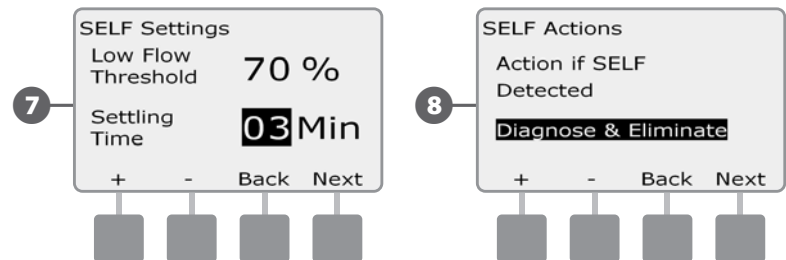 7
SELF Settings
Low Flow
Threshold 70 %
Settling
Time 03 Min
+ - Back Next
8
SELF Actions
Action if SELF
Detected
Diagnose & Eliminate
+ - Back Next